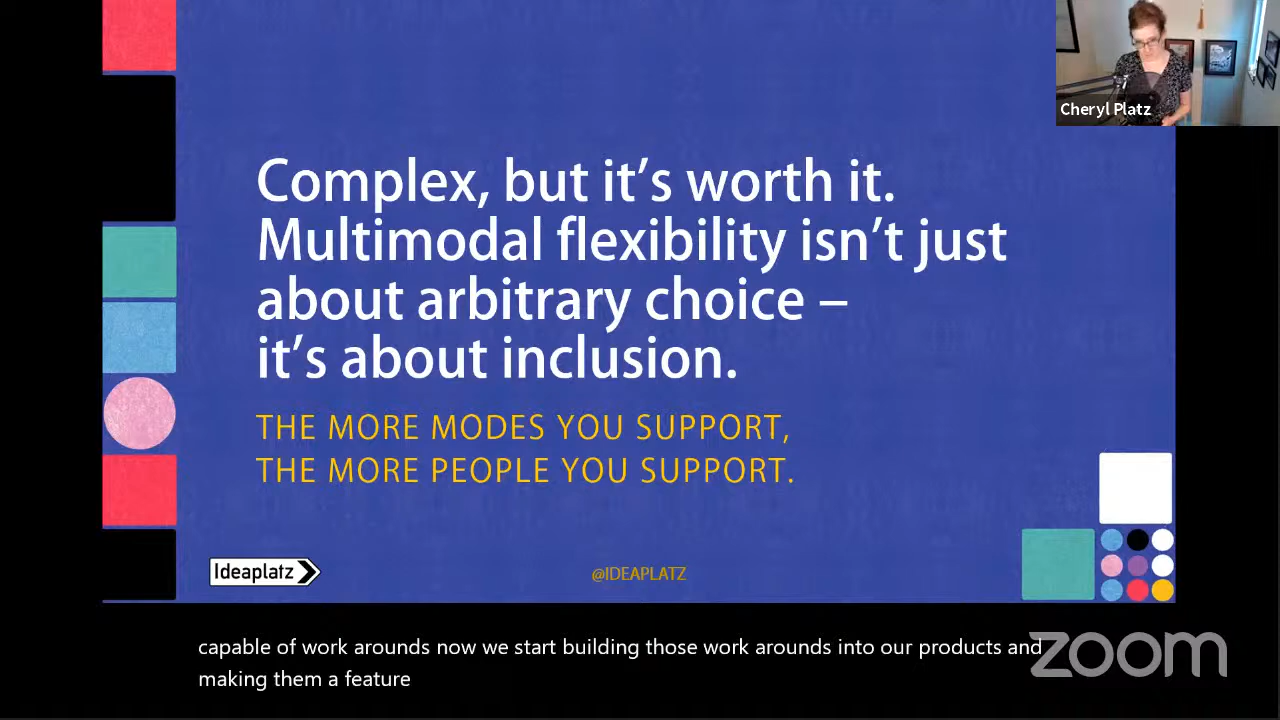 Cheryl Platz
Complex, but it’s worth it.
Multimodal flexibility isn’t just
about arbitrary choice –
it’s about inclusion.
THE MORE MODES YOU SUPPORT,
THE MORE PEOPLE YOU SUPPORT.
Ideaplatz
@IDEAPLATZ
capable of work arounds now we start building those work arounds into our products and
making them a feature
zoom